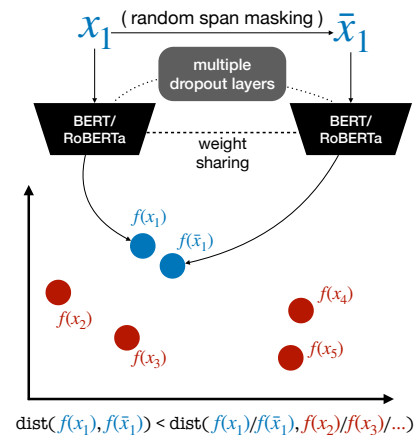 x₁ ( random span masking ) x̄₁
multiple
dropout layers
BERT/
RoBERTa
BERT/
RoBERTa
weight
sharing
f(x₁)
f(x̄₁)
f(x₂)
f(x₃)
f(x₄)
f(x₅)
dist(f(x₁), f(x̄₁)) < dist(f(x₁)/f(x̄₁), f(x₂)/f(x₃)/...)